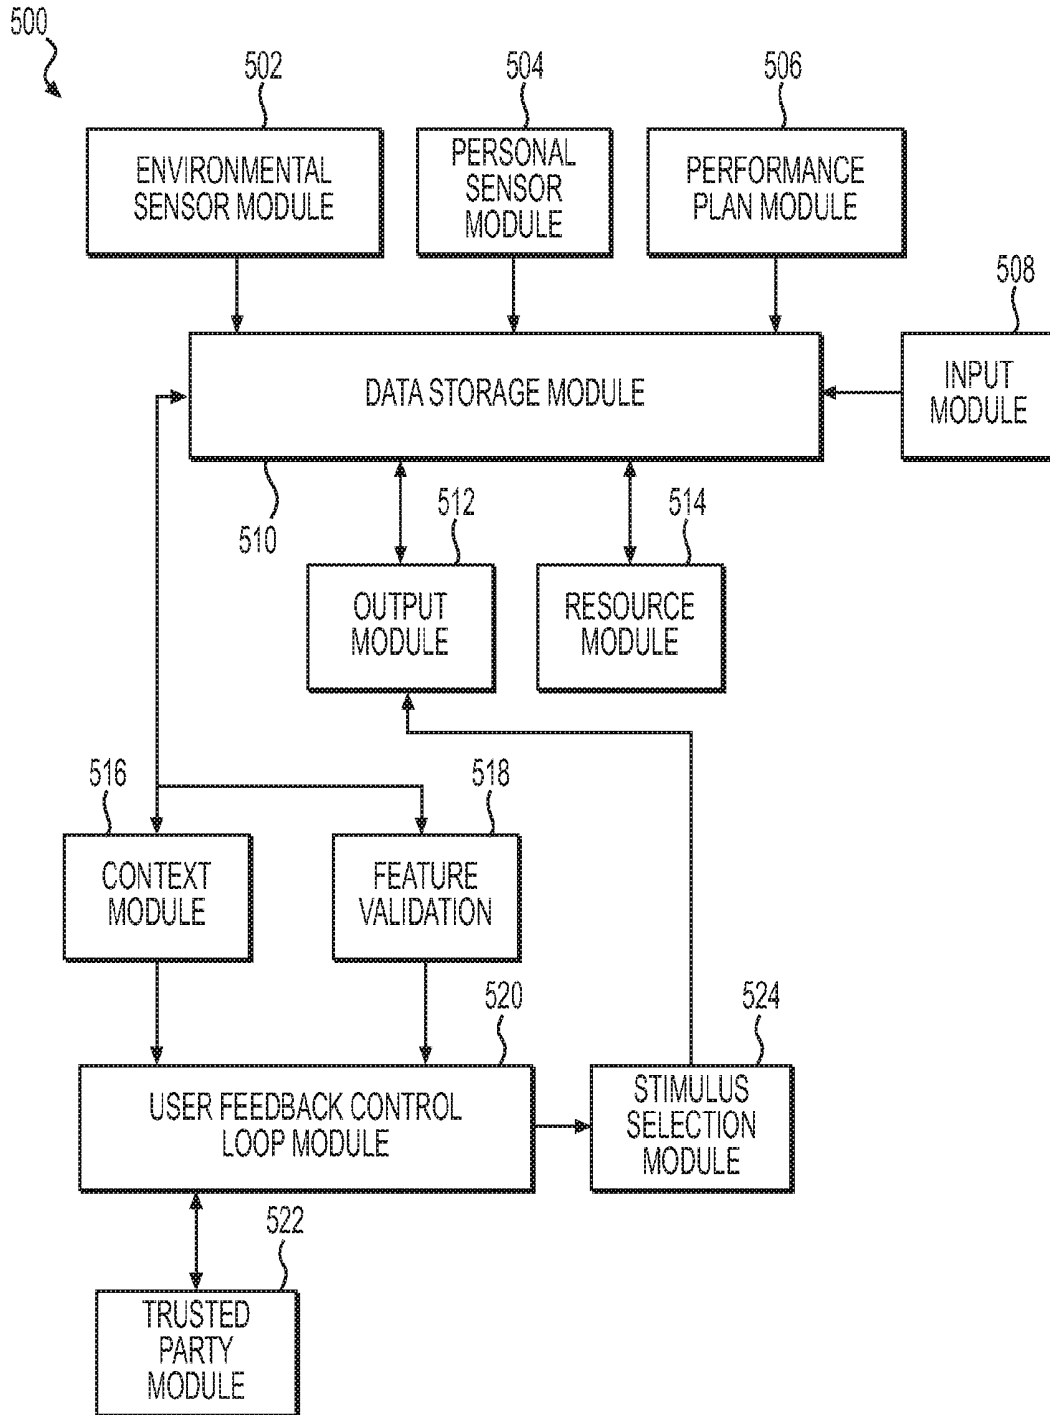 500
502
504
506
ENVIRONMENTAL
SENSOR MODULE
PERSONAL
SENSOR
MODULE
PERFORMANCE
PLAN MODULE
508
DATA STORAGE MODULE
INPUT
MODULE
510
512
514
OUTPUT
MODULE
RESOURCE
MODULE
516
518
CONTEXT
MODULE
FEATURE
VALIDATION
520
524
USER FEEDBACK CONTROL
LOOP MODULE
STIMULUS
SELECTION
MODULE
522
TRUSTED
PARTY
MODULE